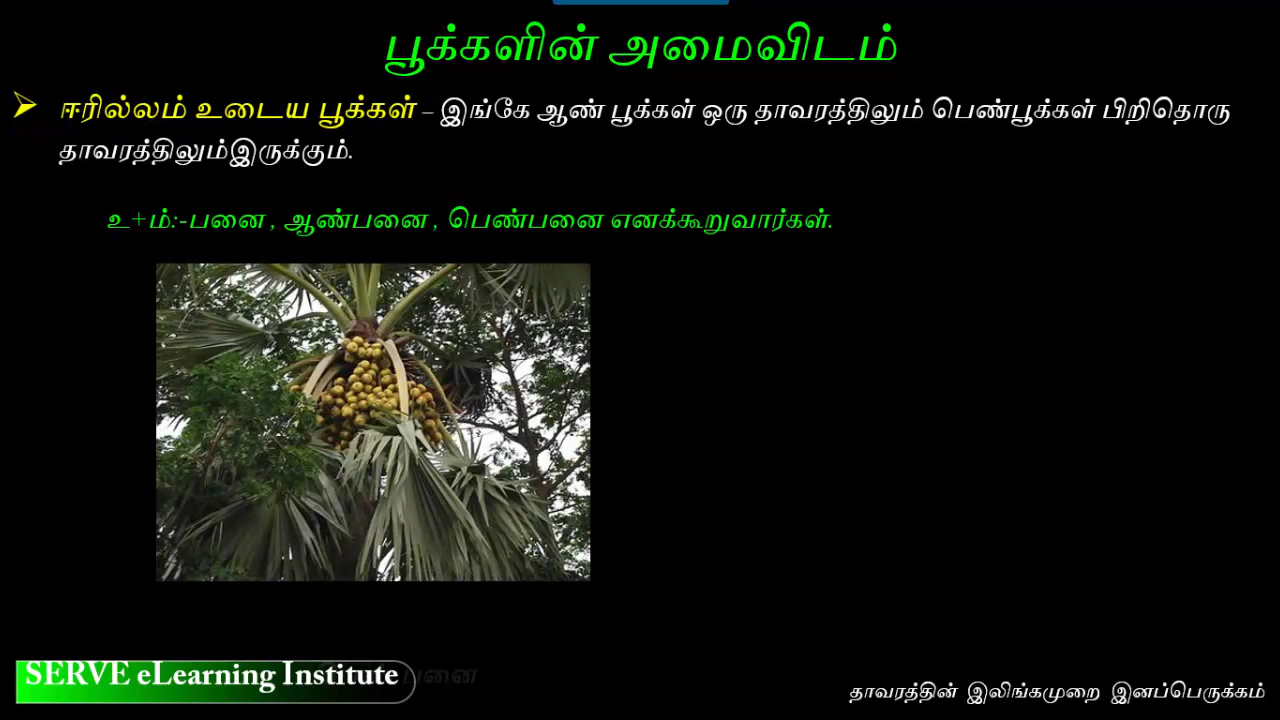 பூக்களின் அமைவிடம்
ஈரில்லம் உடைய பூக்கள் – இங்கே ஆண் பூக்கள் ஒரு தாவரத்திலும் பெண்பூக்கள் பிறிதொரு
தாவரத்திலும்இருக்கும்.
உ+ம்:-பனை , ஆண்பனை , பெண்பனை எனக்கூறுவார்கள்.
SERVE eLearning Institute
தாவரத்தின் இலிங்கமுறை இனப்பெருக்கம்